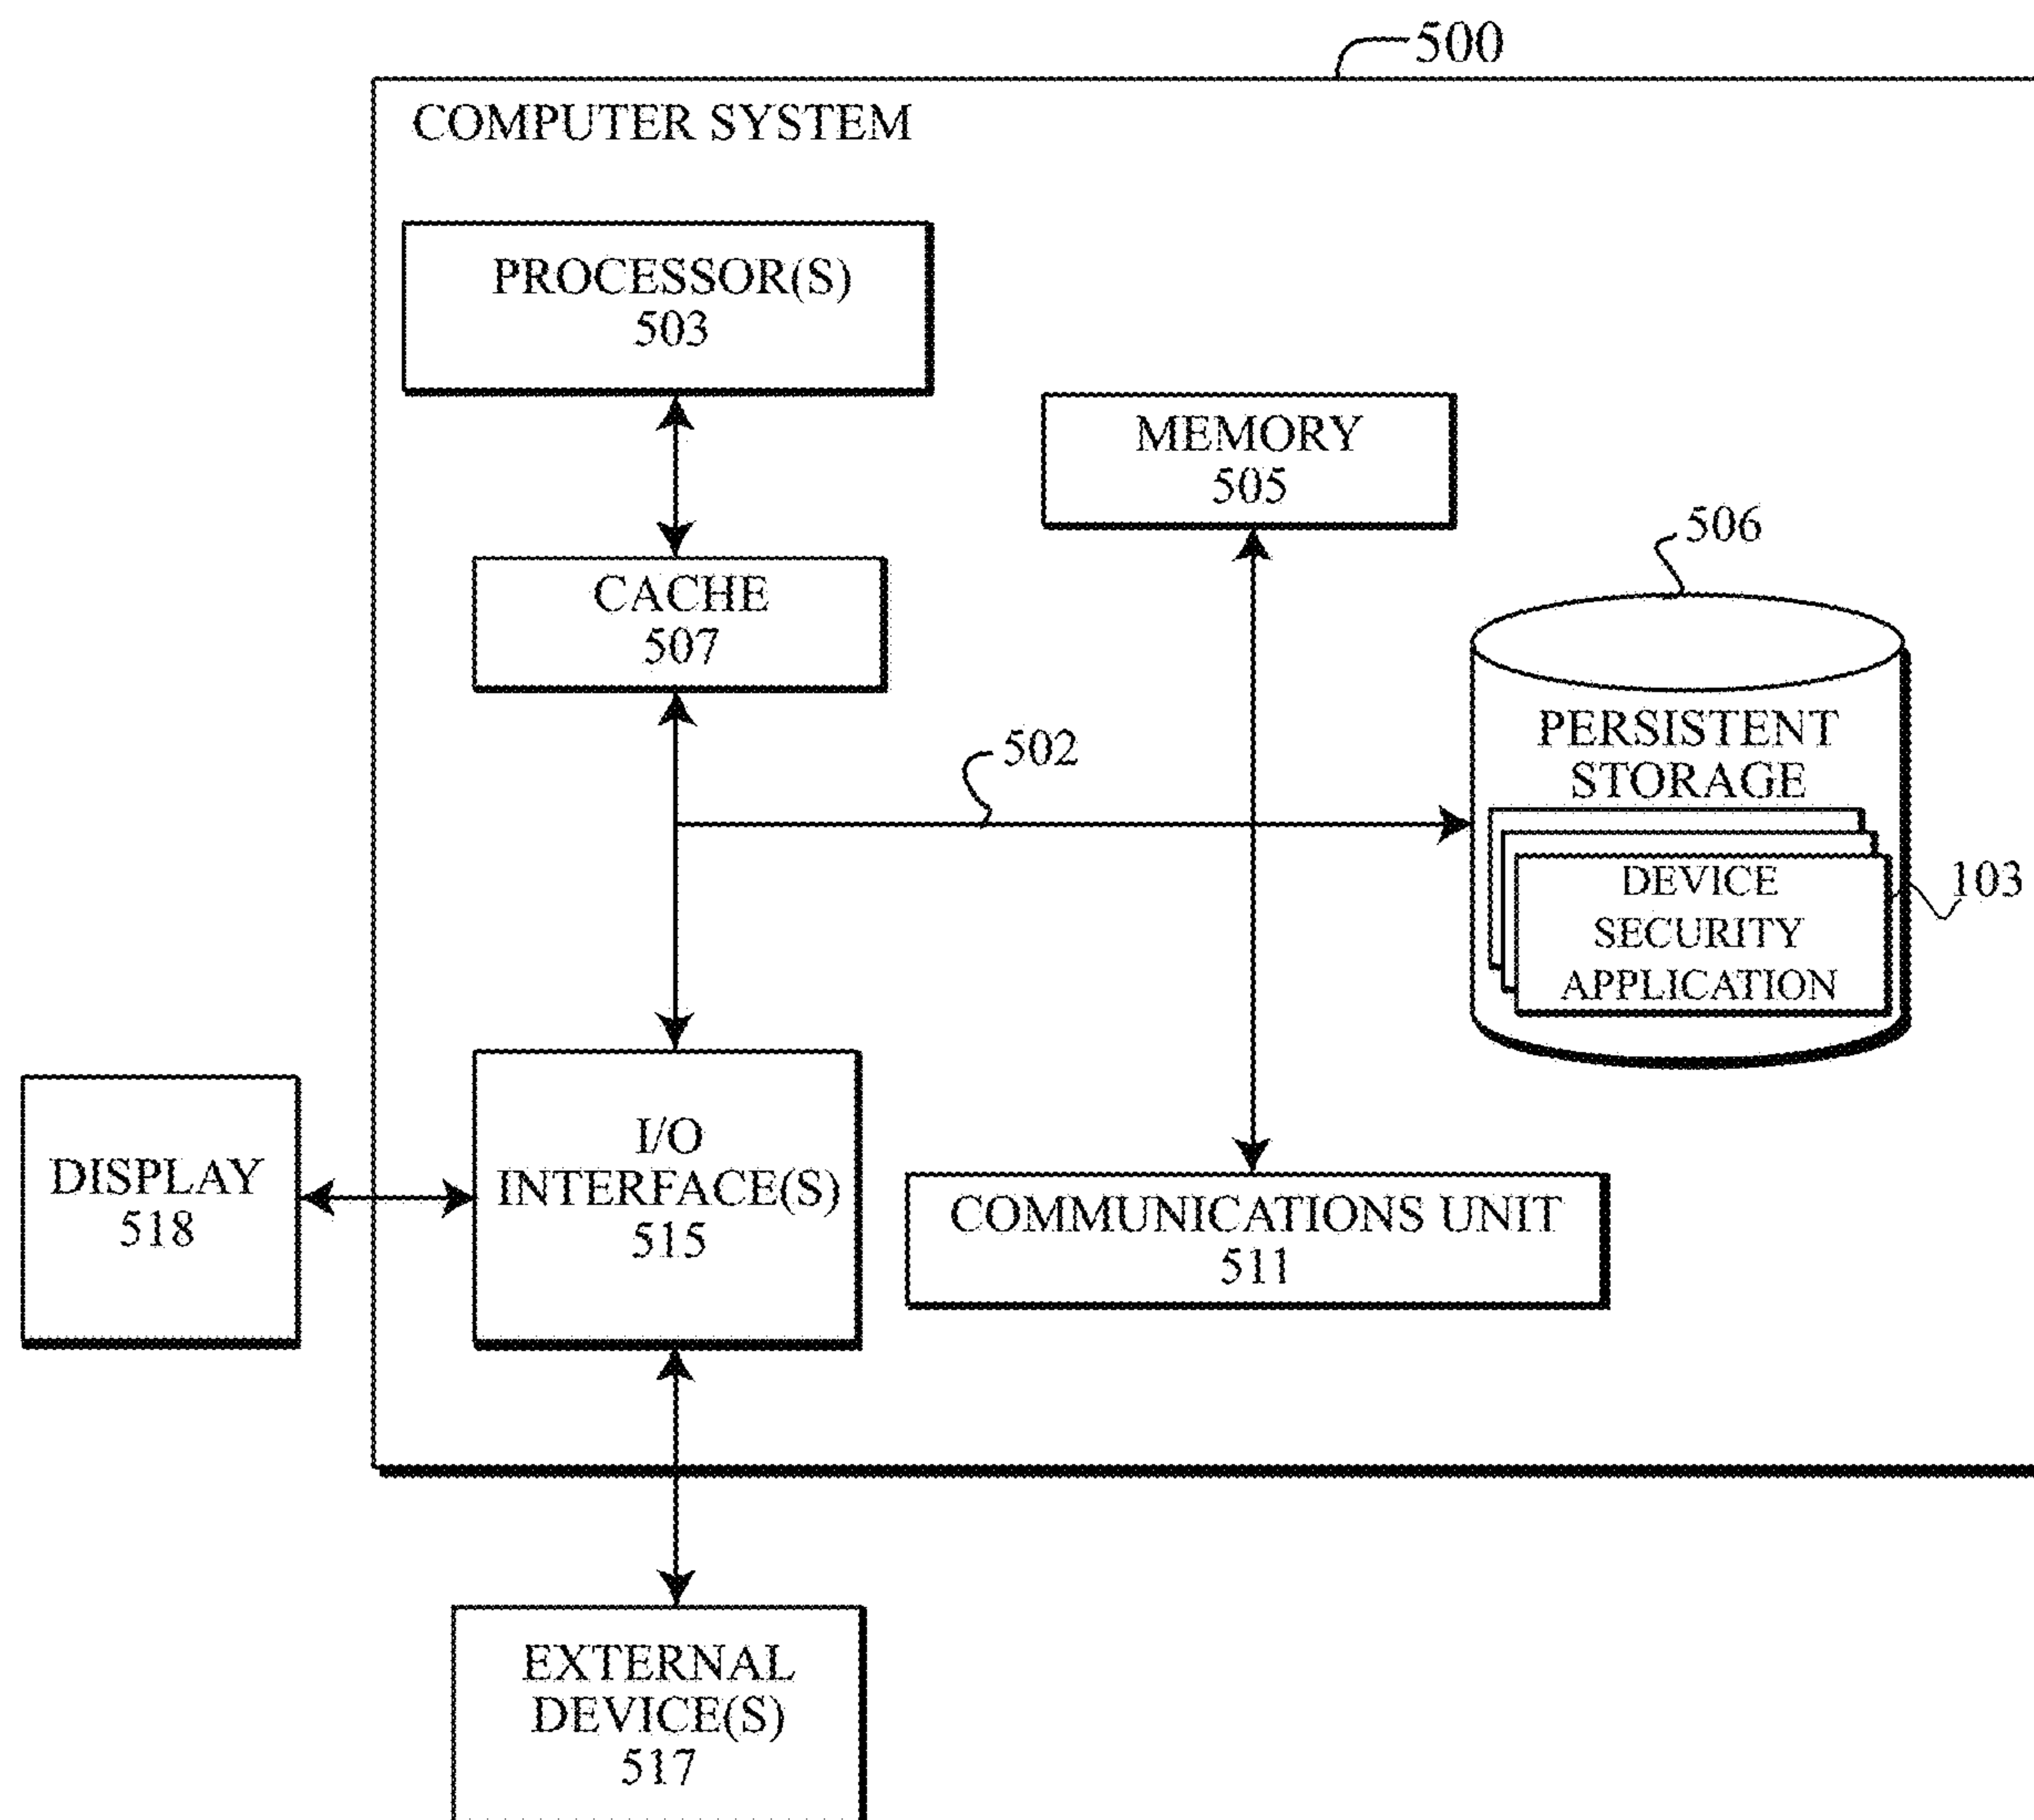 500
COMPUTER SYSTEM
PROCESSOR(S)
503
MEMORY
505
506
CACHE
507
PERSISTENT
STORAGE
502
DEVICE
SECURITY
APPLICATION
103
I/O
INTERFACE(S)
515
DISPLAY
518
COMMUNICATIONS UNIT
511
EXTERNAL
DEVICE(S)
517